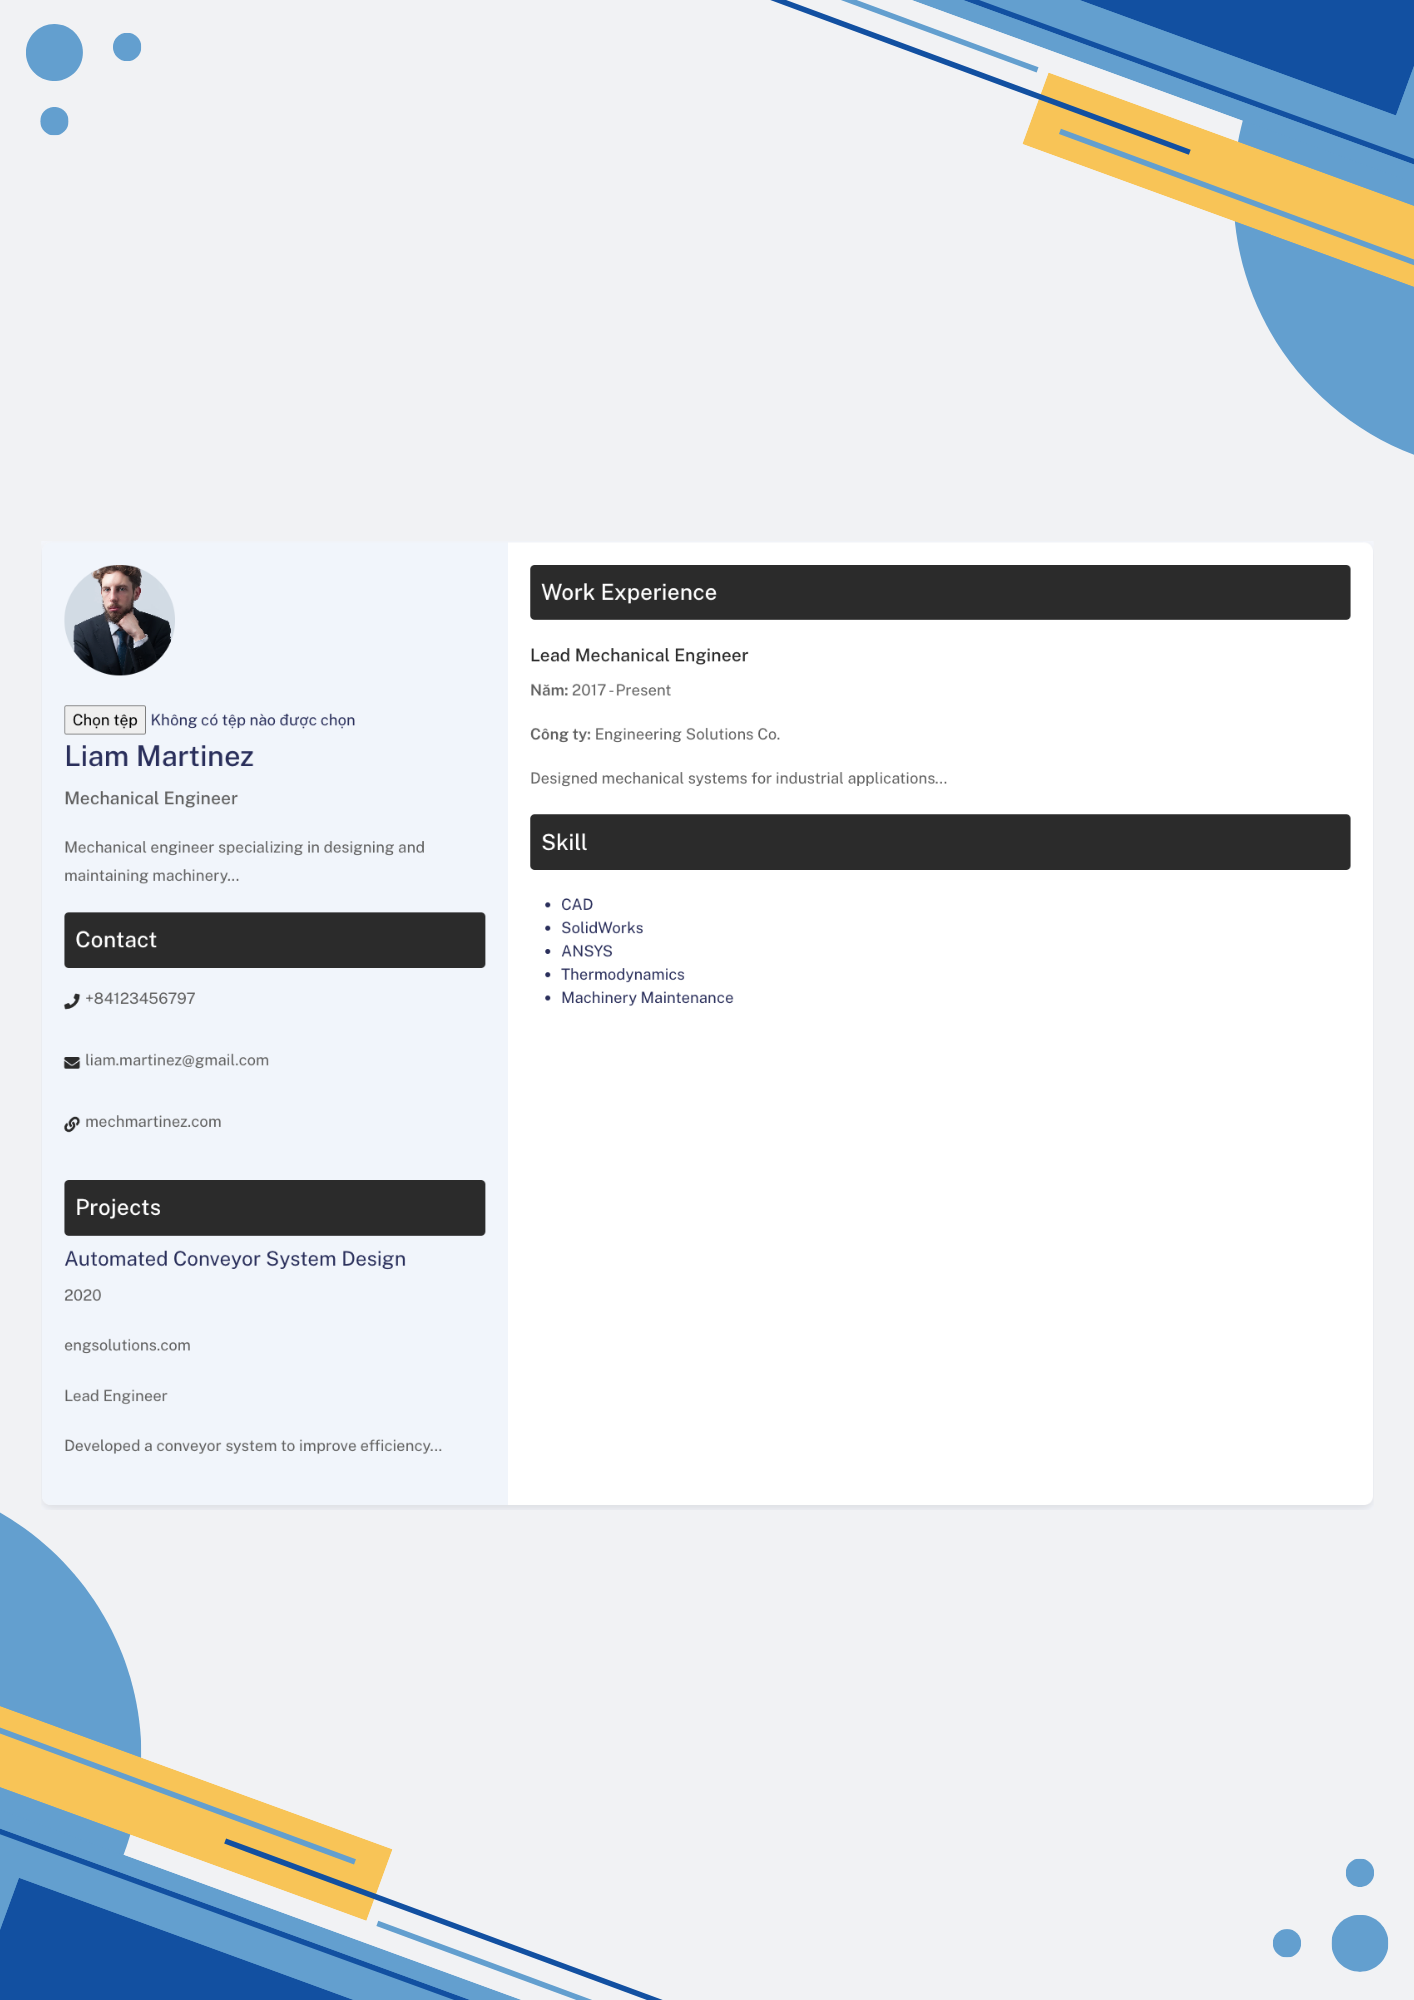 Chọn tệp Không có tệp nào được chọn
Liam Martinez
Mechanical Engineer
Mechanical engineer specializing in designing and
maintaining machinery...
Contact
+84123456797
liam.martinez@gmail.com
mechmartinez.com
Projects
Automated Conveyor System Design
2020
engsolutions.com
Lead Engineer
Developed a conveyor system to improve efficiency...
Work Experience
Lead Mechanical Engineer
Năm: 2017 - Present
Công ty: Engineering Solutions Co.
Designed mechanical systems for industrial applications...
Skill
• CAD
• SolidWorks
• ANSYS
• Thermodynamics
• Machinery Maintenance